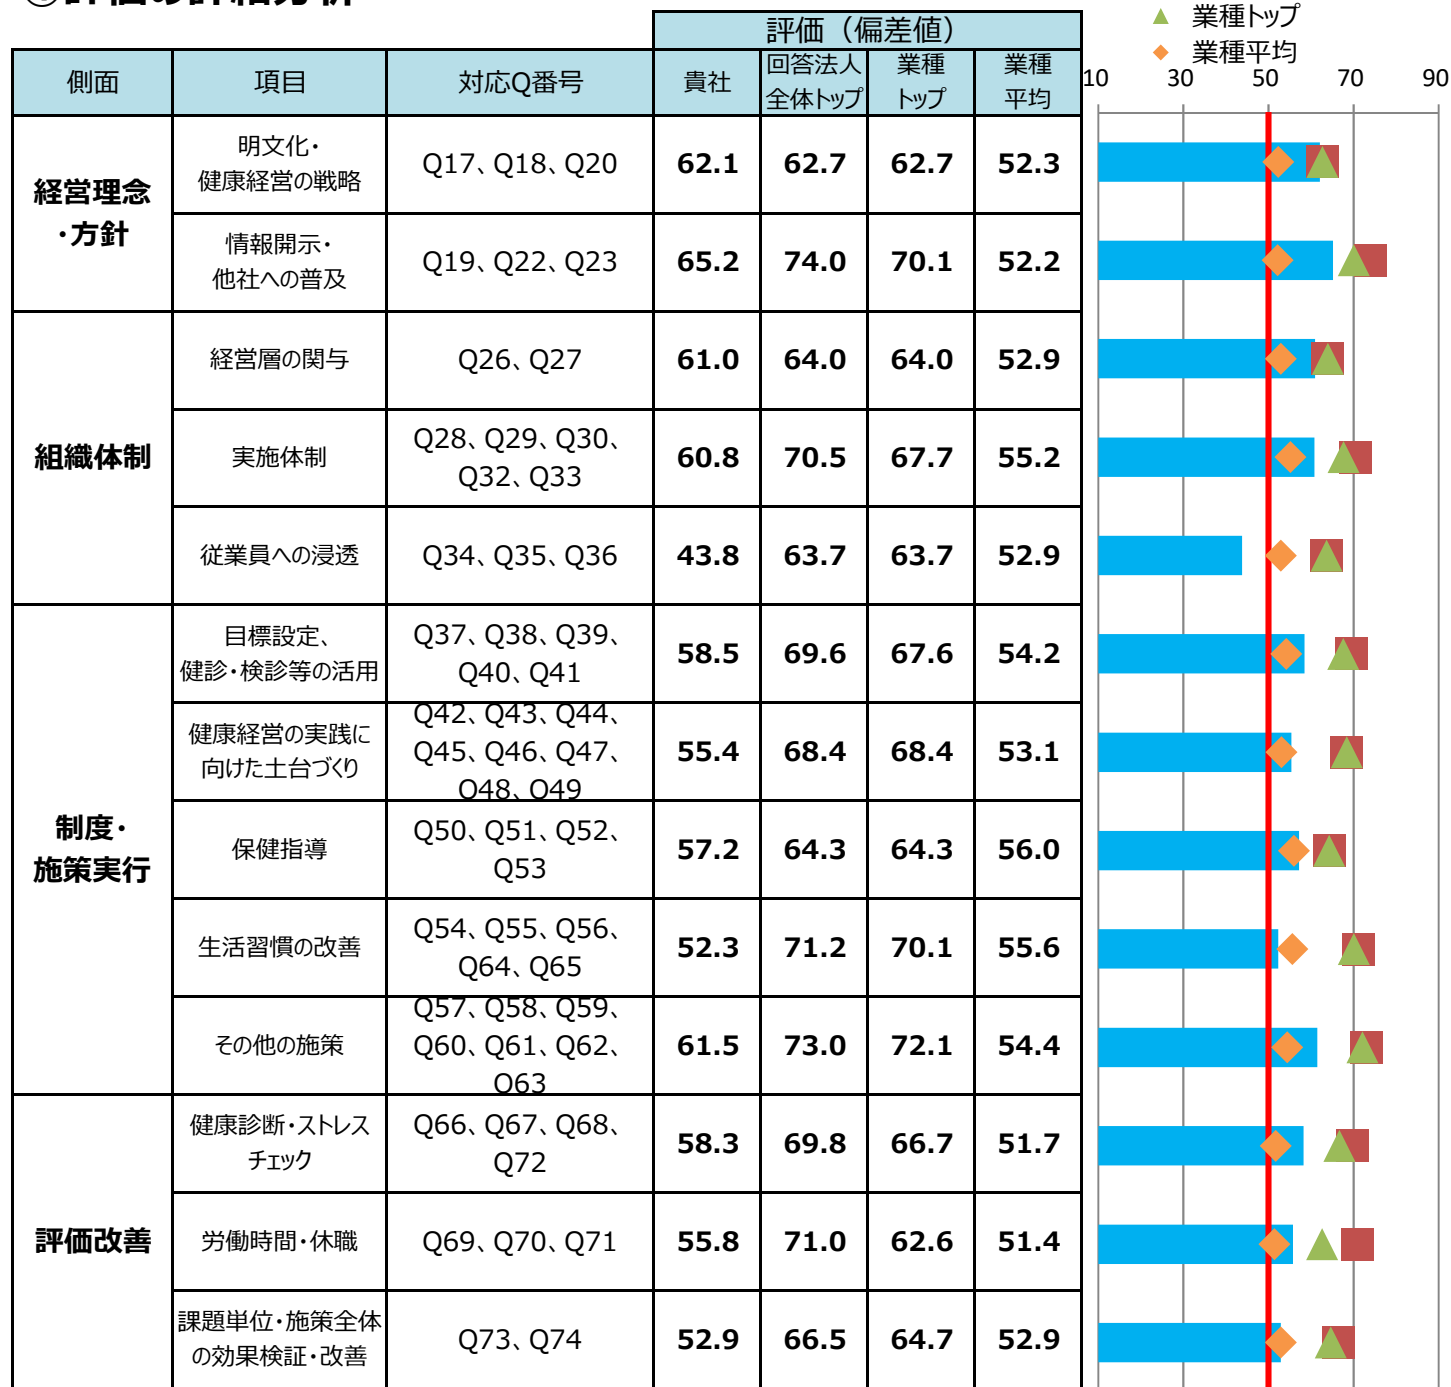 評価（偏差値）
▲ 業種トップ
◆ 業種平均
側面 項目 対応Q番号 貴社 回答法人全体トップ 業種トップ 業種平均
10 30 50 70 90
経営理念・方針
明文化・健康経営の戦略 Q17、Q18、Q20 62.1 62.7 62.7 52.3
情報開示・他社への普及 Q19、Q22、Q23 65.2 74.0 70.1 52.2
組織体制
経営層の関与 Q26、Q27 61.0 64.0 64.0 52.9
実施体制 Q28、Q29、Q30、Q32、Q33 60.8 70.5 67.7 55.2
従業員への浸透 Q34、Q35、Q36 43.8 63.7 63.7 52.9
制度・施策実行
目標設定、健診・検診等の活用 Q37、Q38、Q39、Q40、Q41 58.5 69.6 67.6 54.2
健康経営の実践に向けた土台づくり Q42、Q43、Q44、Q45、Q46、Q47、Q48、Q49 55.4 68.4 68.4 53.1
保健指導 Q50、Q51、Q52、Q53 57.2 64.3 64.3 56.0
生活習慣の改善 Q54、Q55、Q56、Q64、Q65 52.3 71.2 70.1 55.6
その他の施策 Q57、Q58、Q59、Q60、Q61、Q62、Q63 61.5 73.0 72.1 54.4
評価改善
健康診断・ストレスチェック Q66、Q67、Q68、Q72 58.3 69.8 66.7 51.7
労働時間・休職 Q69、Q70、Q71 55.8 71.0 62.6 51.4
課題単位・施策全体の効果検証・改善 Q73、Q74 52.9 66.5 64.7 52.9